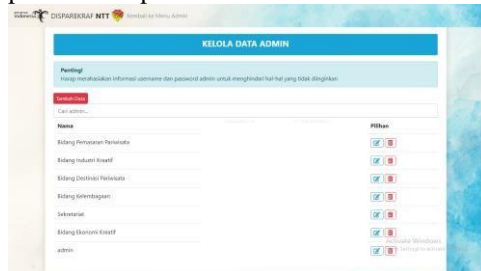 DISPAREKRAF NTT Kembali ke Menu Admin
KELOLA DATA ADMIN
Penting!
Harap merahasiakan informasi username dan password admin untuk menghindari hal-hal yang tidak diinginkan
Tambah Data
Cari admin...
Nama Pilihan
Bidang Pemasaran Pariwisata
Bidang Industri Kreatif
Bidang Destinasi Pariwisata
Bidang Kelembagaan
Sekretariat
Bidang Ekonomi Kreatif
admin
Activate Windows